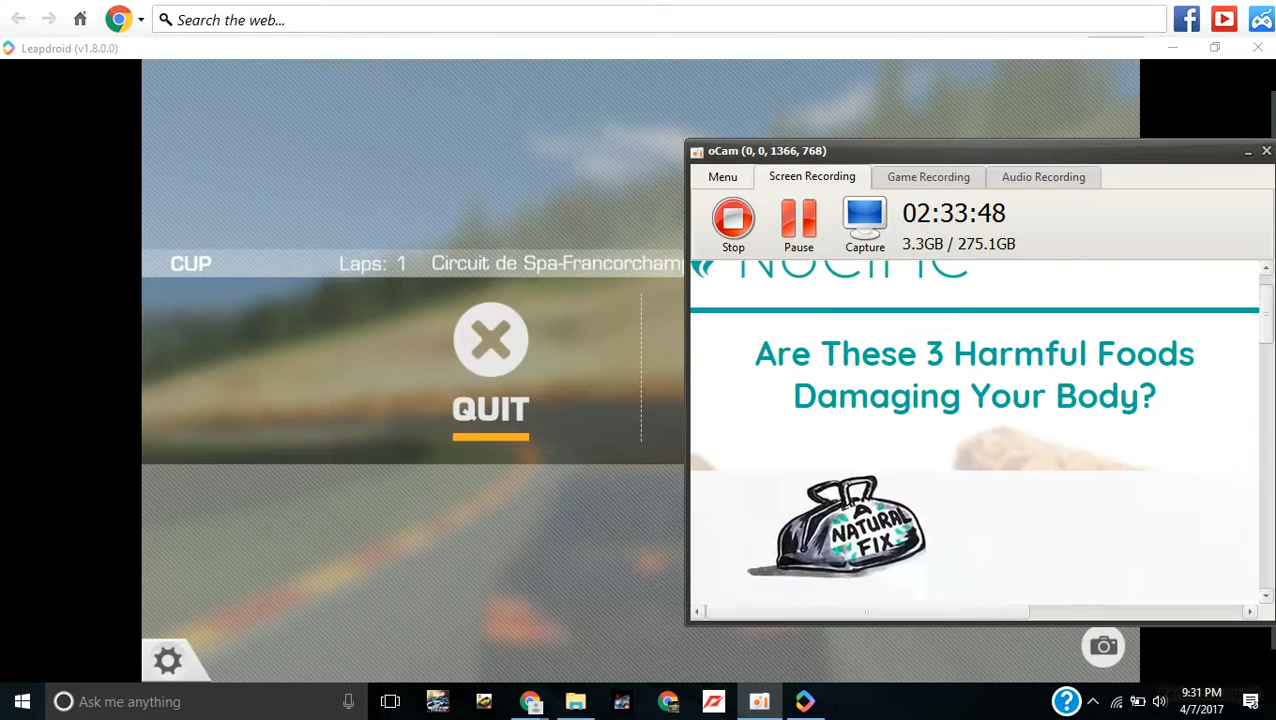 Search the web...
Leapdroid (v1.8.0.0)
oCam (0, 0, 1366, 768)
Menu
Screen Recording
Game Recording
Audio Recording
Stop
Pause
Capture
02:33:48
3.3GB / 275.1GB
CUP
Laps: 1
Circuit de Spa-Francorchamp
QUIT
Are These 3 Harmful Foods
Damaging Your Body?
A
NATURAL
FIX
Ask me anything
9:31 PM
4/7/2017